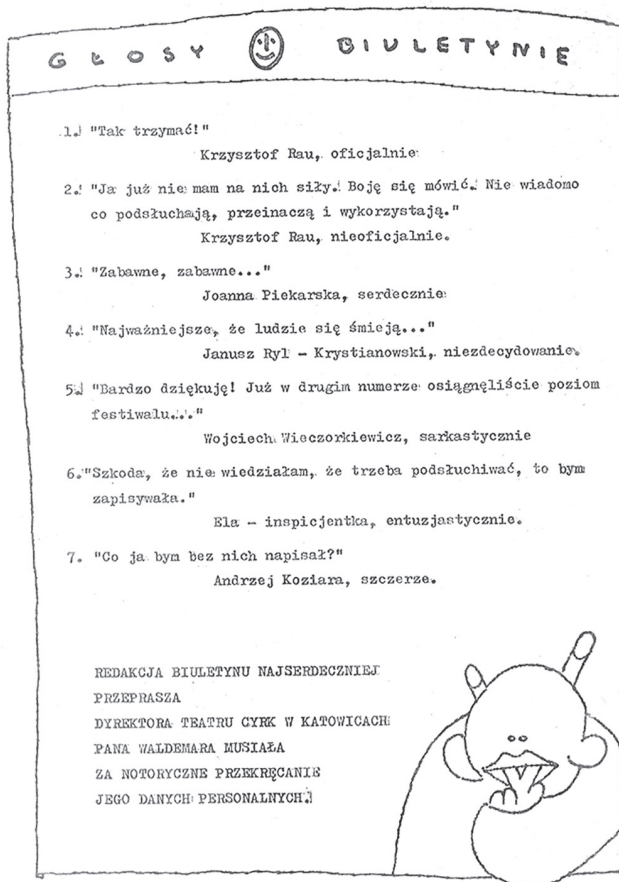 GŁOSY O BIULETYNIE
1. "Tak trzymać!"
Krzysztof Rau, oficjalnie
2. "Ja już nie mam na nich siły. Boję się mówić. Nie wiadomo
co podsłuchają, przeinaczą i wykorzystają."
Krzysztof Rau, nieoficjalnie.
3. "Zabawne, zabawne..."
Joanna Piekarska, serdecznie
4. "Najważniejsze, że ludzie się śmieją..."
Janusz Ryl - Krystianowski, niezdecydowanie.
5. "Bardzo dziękuję! Już w drugim numerze osiągnęliście poziom
festiwalu..."
Wojciech Wieczorkiewicz, sarkastycznie
6. "Szkoda, że nie wiedziałam, że trzeba podsłuchiwać, to bym
zapisywała."
Ela - inspicjentka, entuzjastycznie.
7. "Co ja bym bez nich napisał?"
Andrzej Koziara, szczerze.
REDAKCJA BIULETYNU NAJSERDECZNIEJ
PRZEPRASZA
DYREKTORA TEATRU CYRK W KATOWICACH
PANA WALDEMARA MUSIAŁA
ZA NOTORYCZNE PRZEKRĘCANIE
JEGO DANYCH PERSONALNYCH.